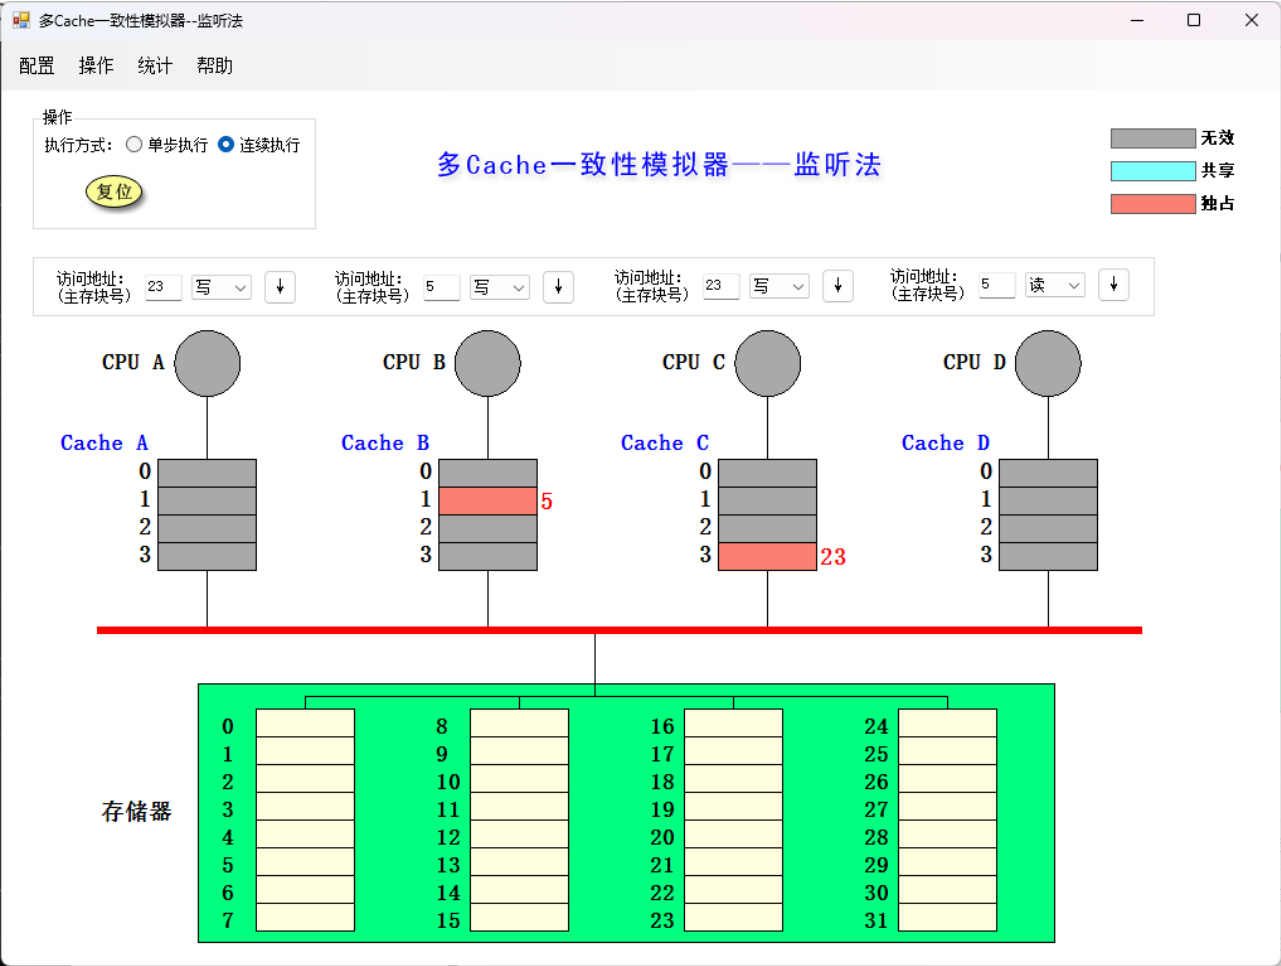 多Cache一致性模拟器--监听法
配置 操作 统计 帮助
操作
执行方式： 单步执行 连续执行
复位
多Cache一致性模拟器——监听法
无效
共享
独占
访问地址：
（主存块号） 23 写 ↓
访问地址：
（主存块号） 5 写 ↓
访问地址：
（主存块号） 23 写 ↓
访问地址：
（主存块号） 5 读 ↓
CPU A CPU B CPU C CPU D
Cache A Cache B Cache C Cache D
0 0 0 0
1 1 5 1 1
2 2 2 2
3 3 3 23 3
存储器
0 8 16 24
1 9 17 25
2 10 18 26
3 11 19 27
4 12 20 28
5 13 21 29
6 14 22 30
7 15 23 31